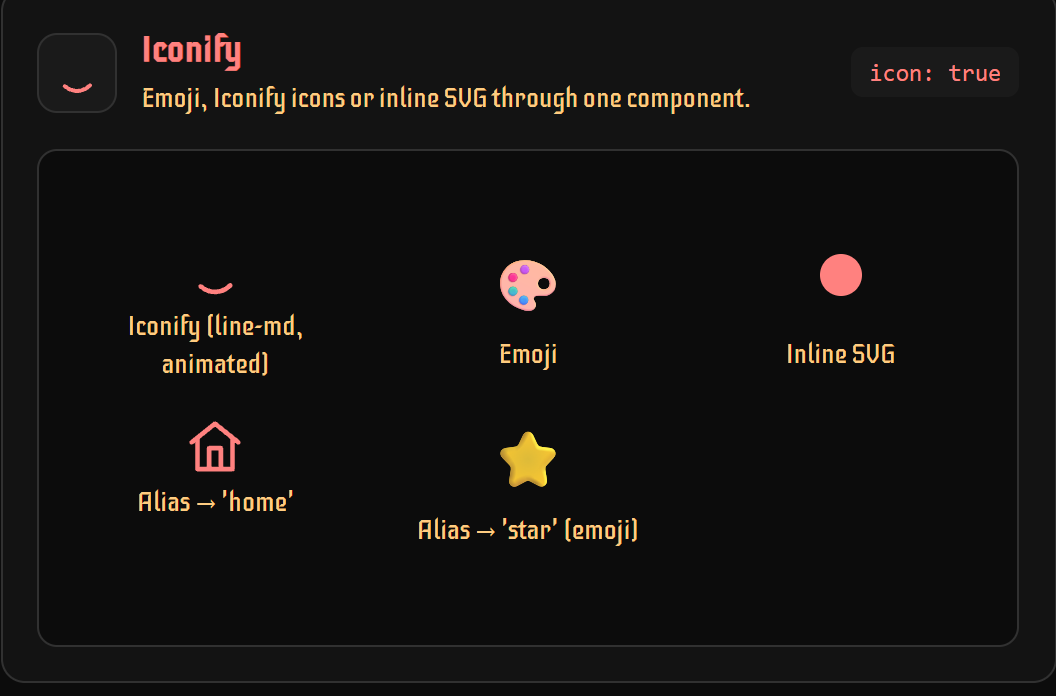 Iconify
Emoji, Iconify icons or inline SVG through one component.
icon: true
Iconify (line-md,
animated)
Emoji
Inline SVG
Alias → 'home'
Alias → 'star' (emoji)